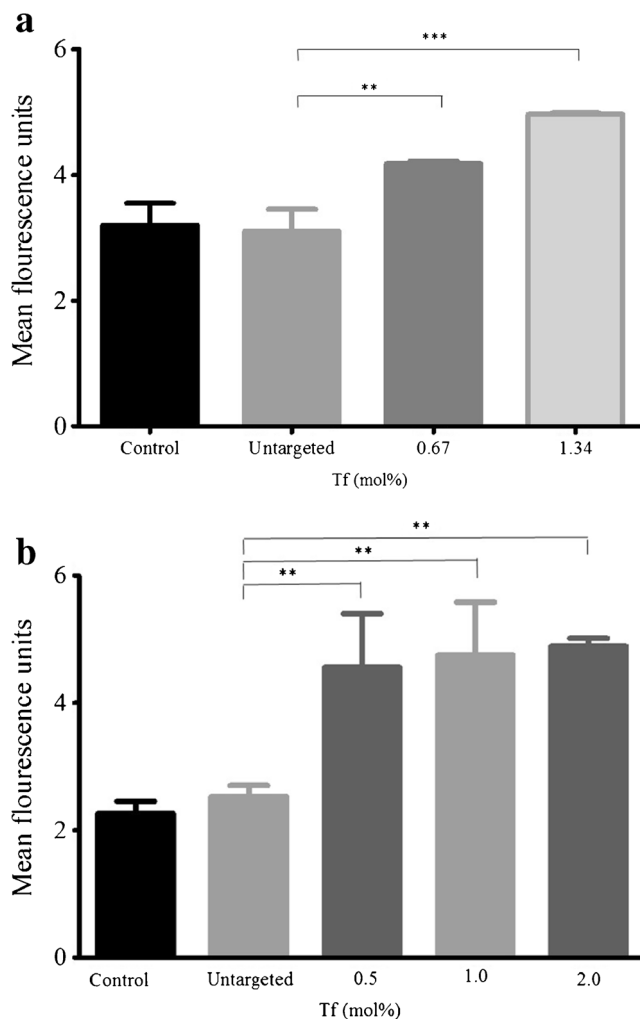 a
Mean flourescence units
6
4
2
0
***
**
Control Untargeted 0.67 1.34
Tf (mol%)
b
Mean flourescence units
6
4
2
0
**
**
**
Control Untargeted 0.5 1.0 2.0
Tf (mol%)